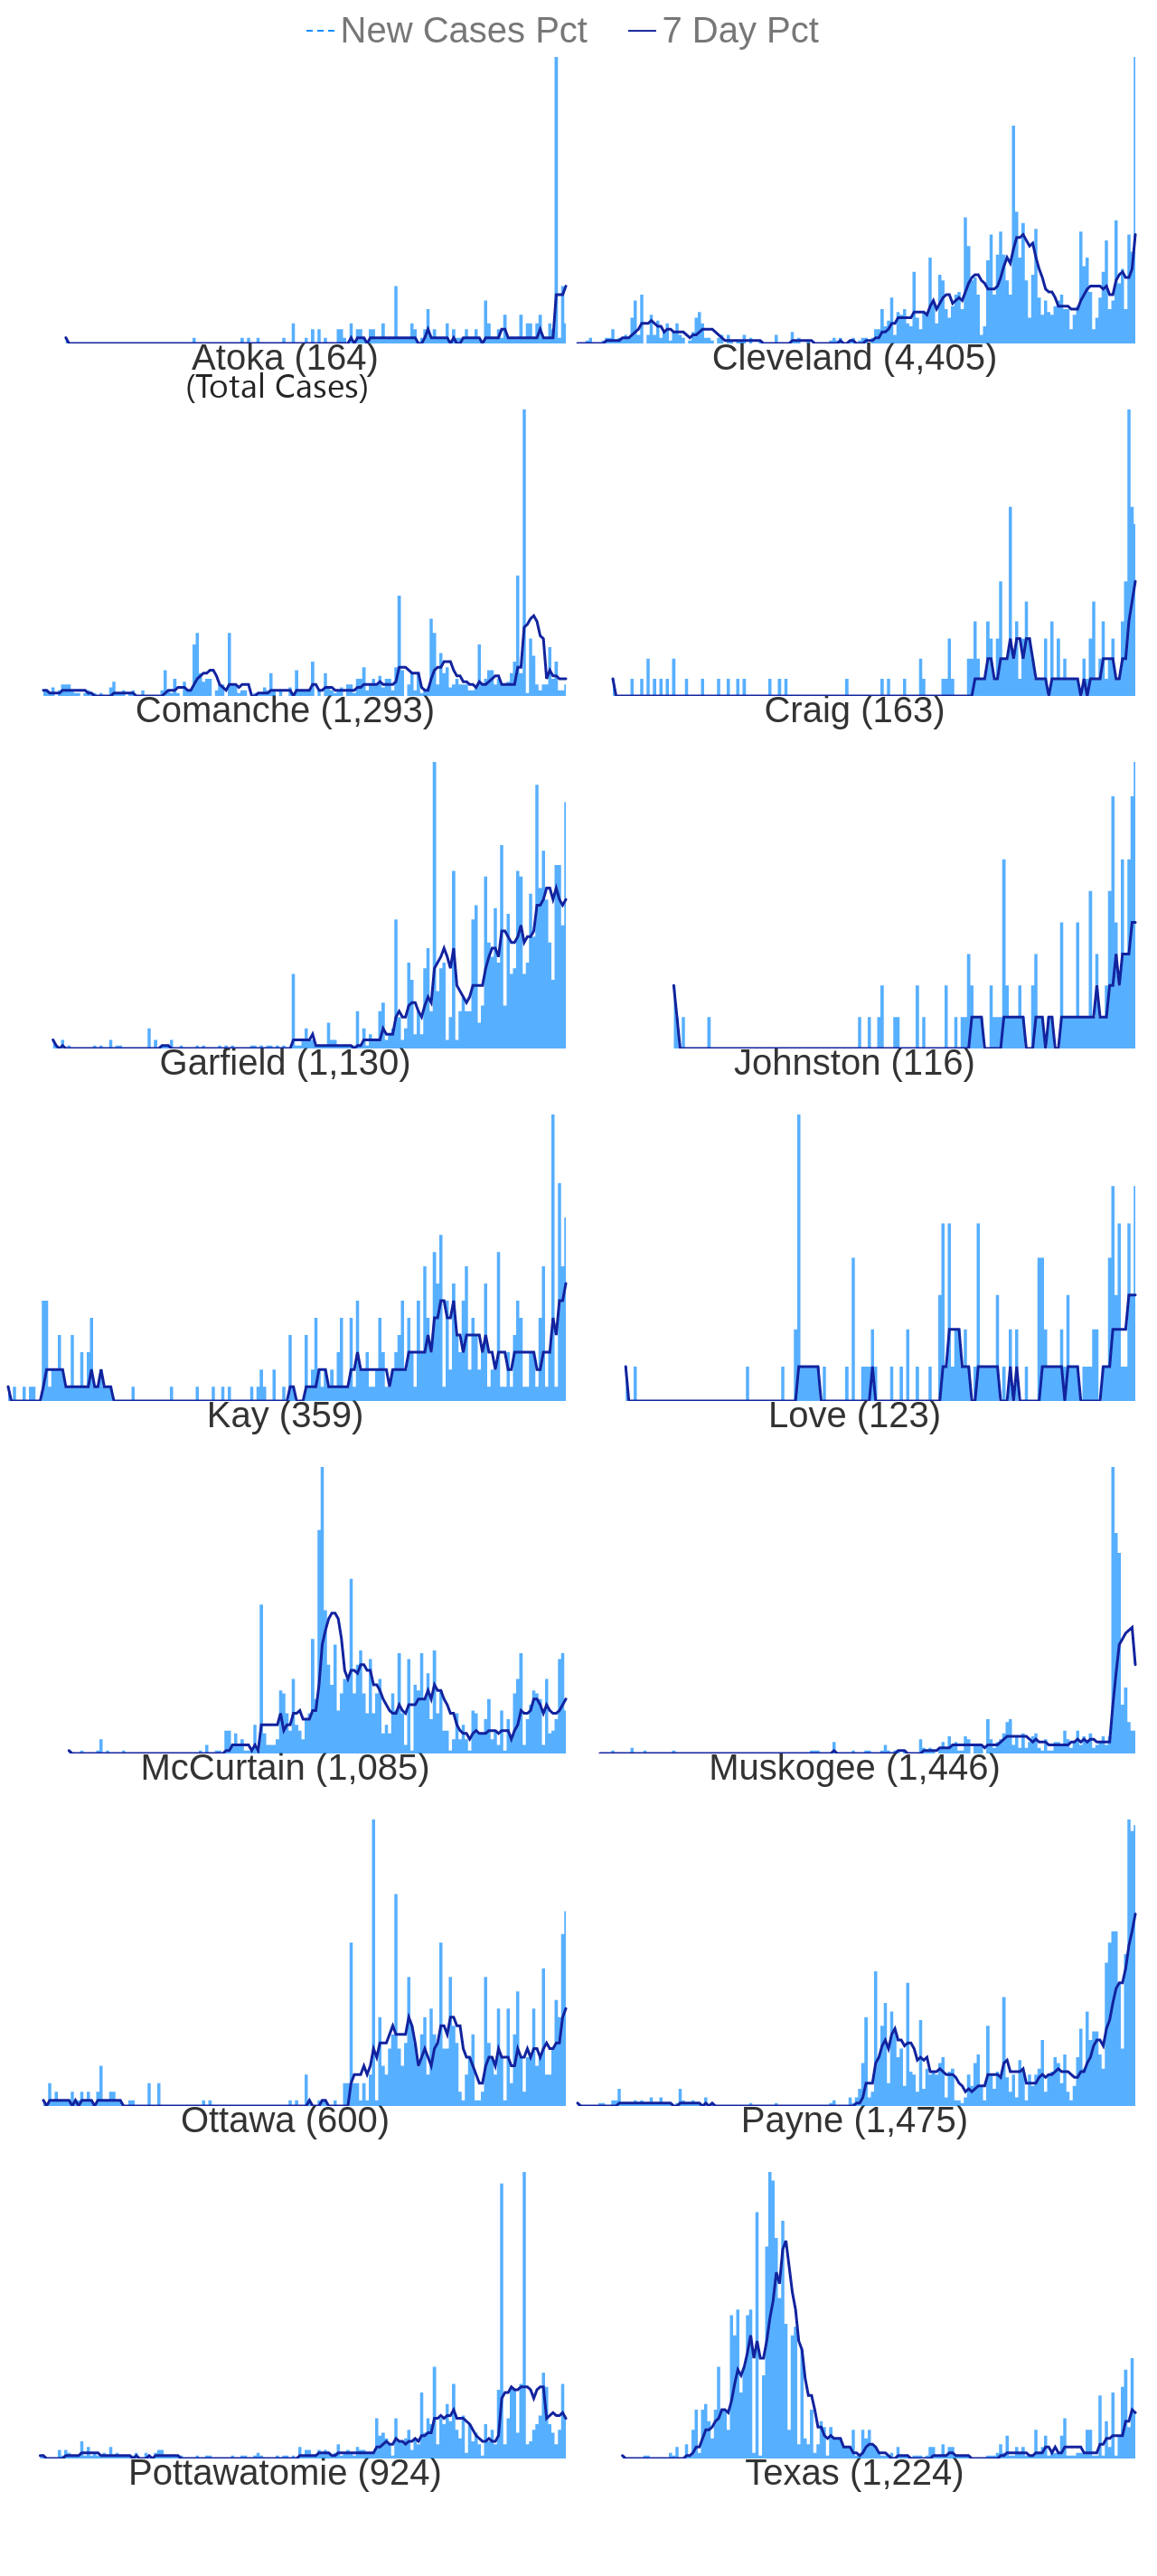 New Cases Pct 7 Day Pct
Atoka (164) Cleveland (4,405)
(Total Cases)
Comanche (1,293) Craig (163)
Garfield (1,130) Johnston (116)
Kay (359) Love (123)
McCurtain (1,085) Muskogee (1,446)
Ottawa (600) Payne (1,475)
Pottawatomie (924) Texas (1,224)